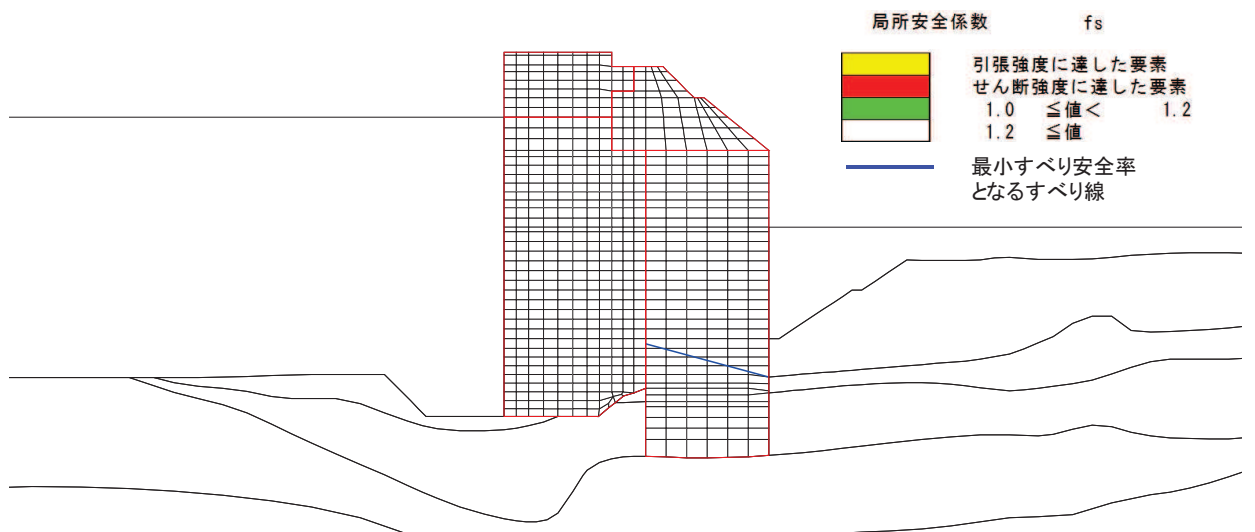 局所安全係数 fs
引張強度に達した要素
せん断強度に達した要素
1.0 ≦値< 1.2
1.2 ≦値
最小すべり安全率
となるすべり線